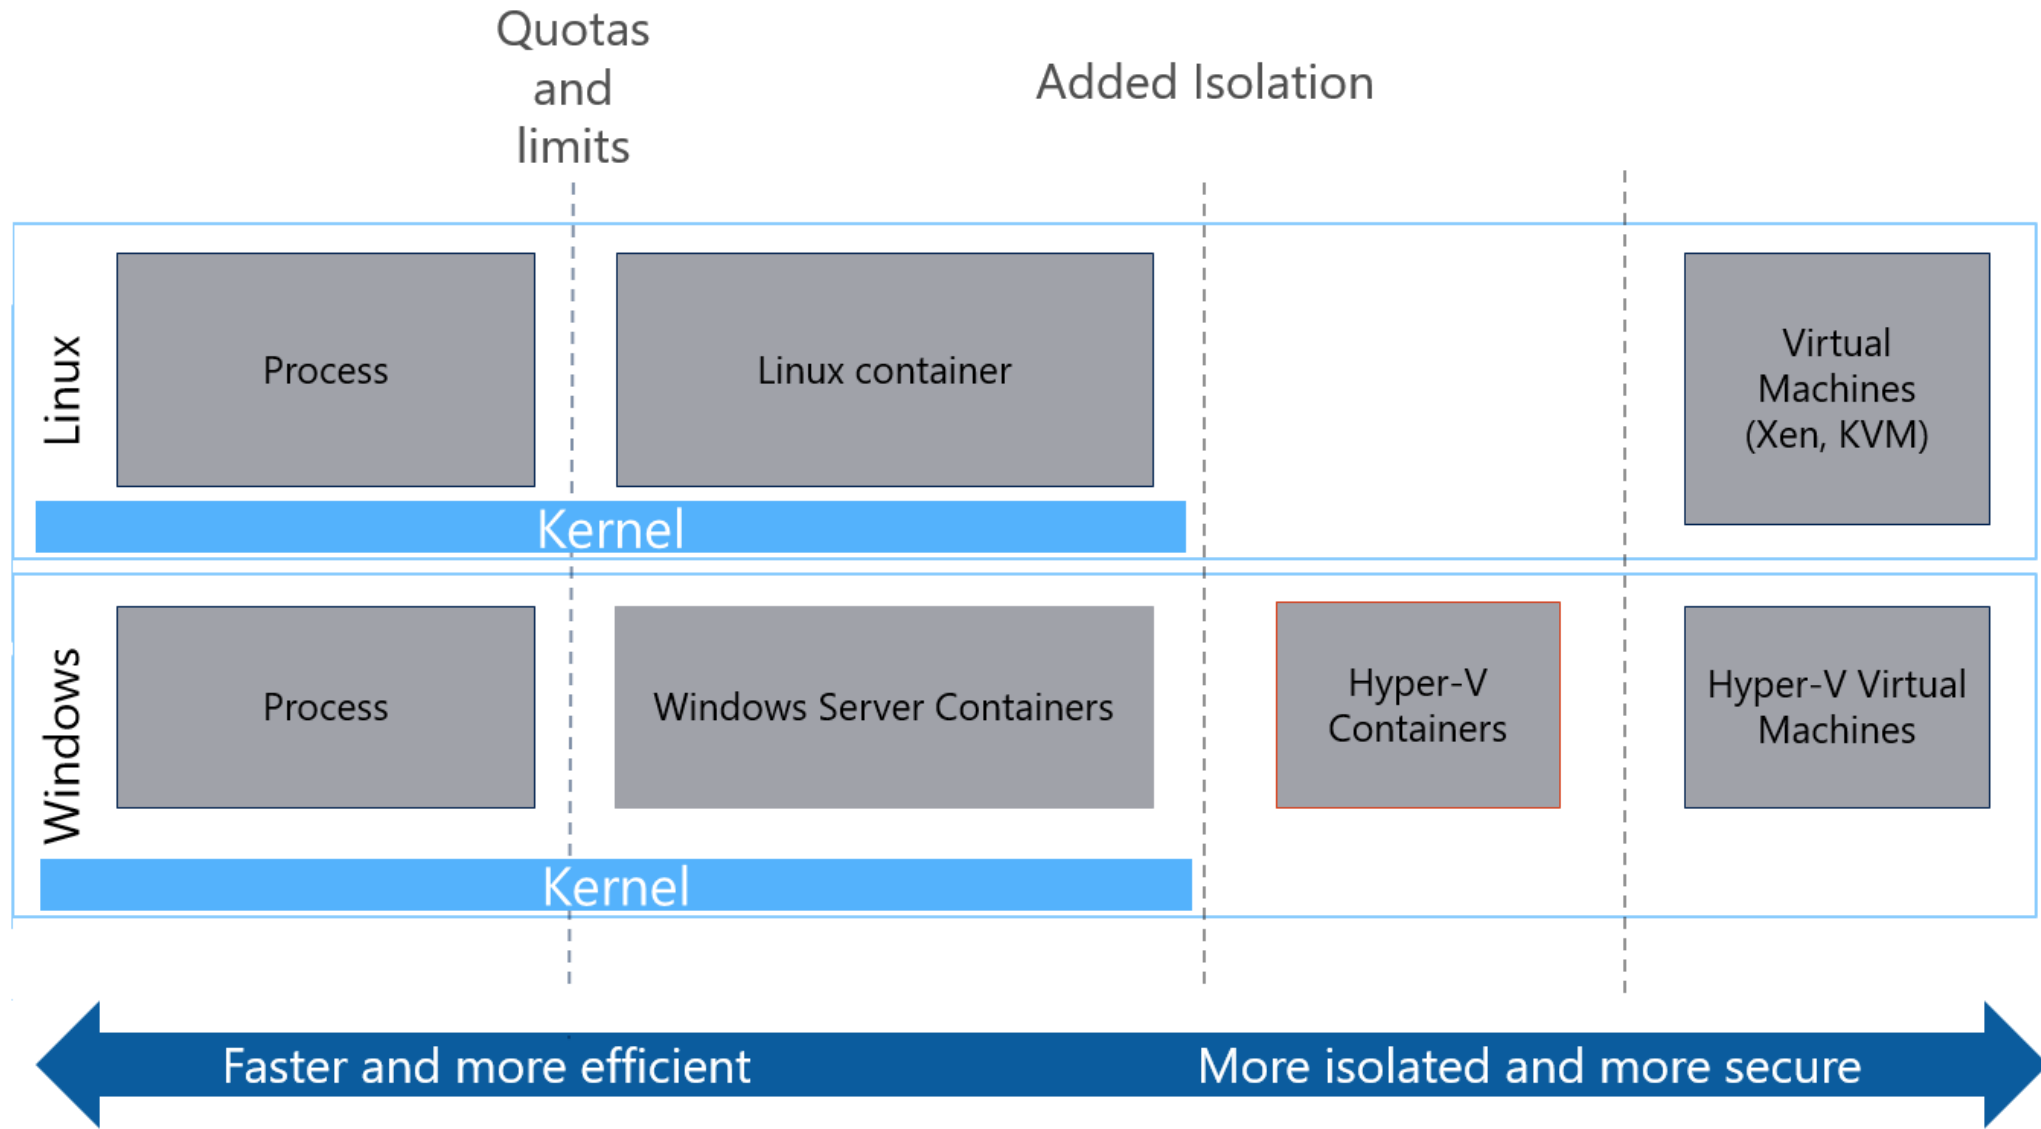 Quotas
and
limits
Added Isolation
Linux
Process
Linux container
Virtual
Machines
(Xen, KVM)
Kernel
Windows
Process
Windows Server Containers
Hyper-V
Containers
Hyper-V Virtual
Machines
Kernel
Faster and more efficient
More isolated and more secure